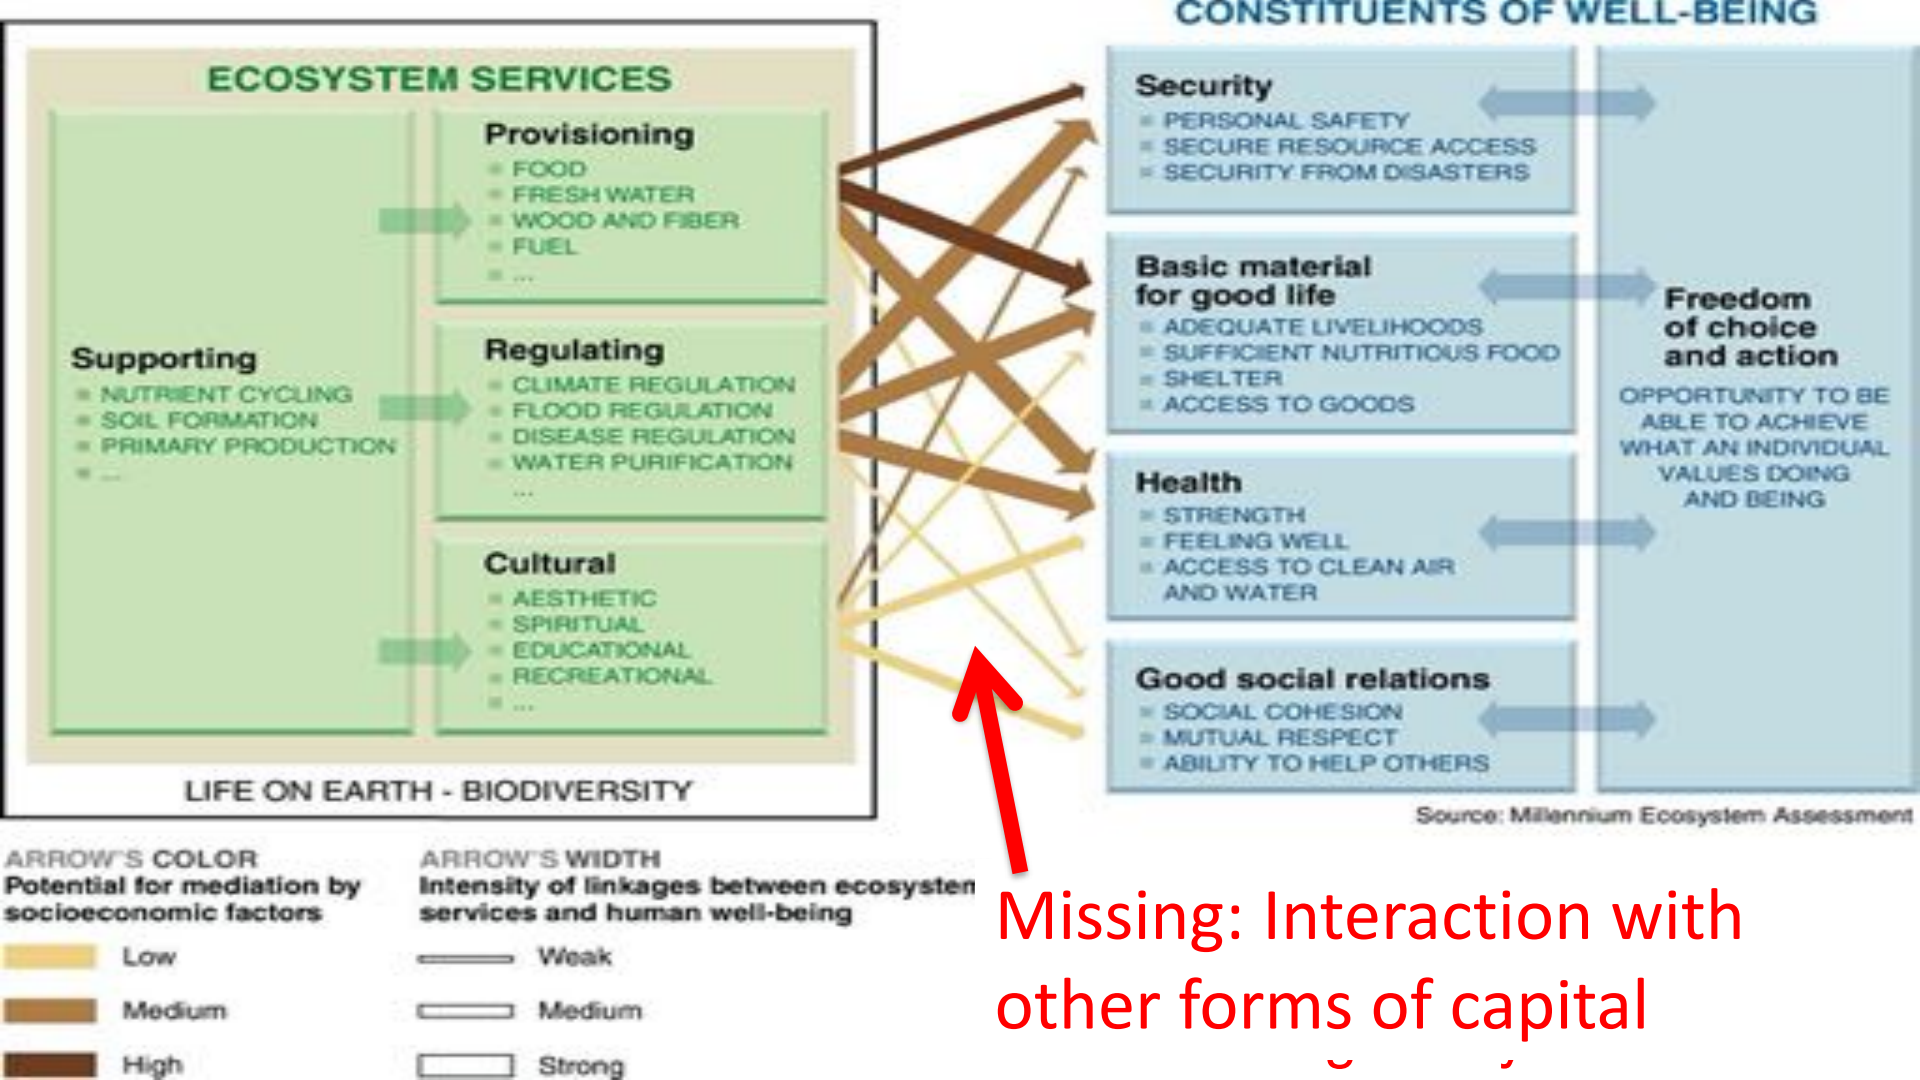 CONSTITUENTS OF WELL-BEING
ECOSYSTEM SERVICES
Supporting
NUTRIENT CYCLING
SOIL FORMATION
PRIMARY PRODUCTION
...
Provisioning
FOOD
FRESH WATER
WOOD AND FIBER
FUEL
...
Regulating
CLIMATE REGULATION
FLOOD REGULATION
DISEASE REGULATION
WATER PURIFICATION
...
Cultural
AESTHETIC
SPIRITUAL
EDUCATIONAL
RECREATIONAL
...
LIFE ON EARTH - BIODIVERSITY
Security
PERSONAL SAFETY
SECURE RESOURCE ACCESS
SECURITY FROM DISASTERS
Basic material
for good life
ADEQUATE LIVELIHOODS
SUFFICIENT NUTRITIOUS FOOD
SHELTER
ACCESS TO GOODS
Health
STRENGTH
FEELING WELL
ACCESS TO CLEAN AIR
AND WATER
Good social relations
SOCIAL COHESION
MUTUAL RESPECT
ABILITY TO HELP OTHERS
Freedom
of choice
and action
OPPORTUNITY TO BE
ABLE TO ACHIEVE
WHAT AN INDIVIDUAL
VALUES DOING
AND BEING
Source: Millennium Ecosystem Assessment
ARROW'S COLOR
Potential for mediation by
socioeconomic factors
Low
Medium
High
ARROW'S WIDTH
Intensity of linkages between ecosystem
services and human well-being
Weak
Medium
Strong
Missing: Interaction with
other forms of capital